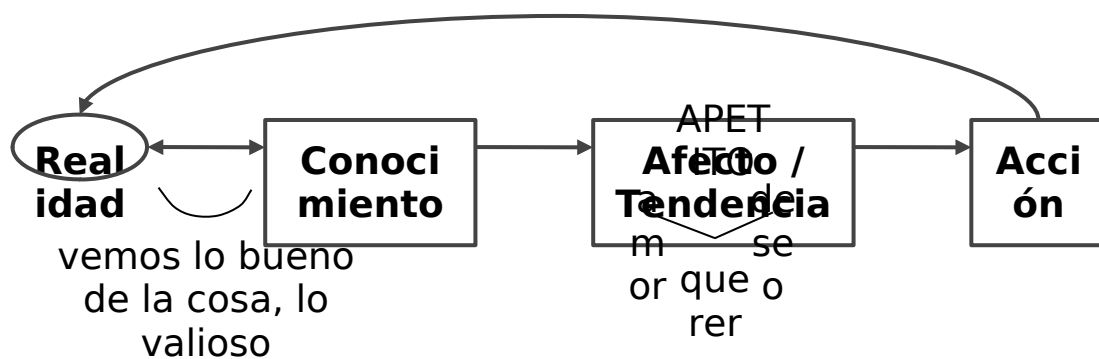 Real
idad
Conoci
miento
APET
ITO
Afecto /
Tendencia
a
m
or
de
se
o
que
rer
Acci
ón
vemos lo bueno
de la cosa, lo
valioso